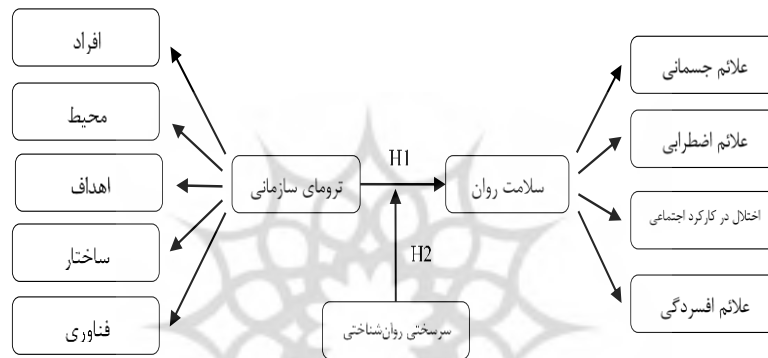 افراد
محیط
اهداف
ساختار
فناوری
ترومای سازمانی
H1
H2
سرسختی روان‌شناختی
سلامت روان
علائم جسمانی
علائم اضطرابی
اختلال در کارکرد اجتماعی
علائم افسردگی